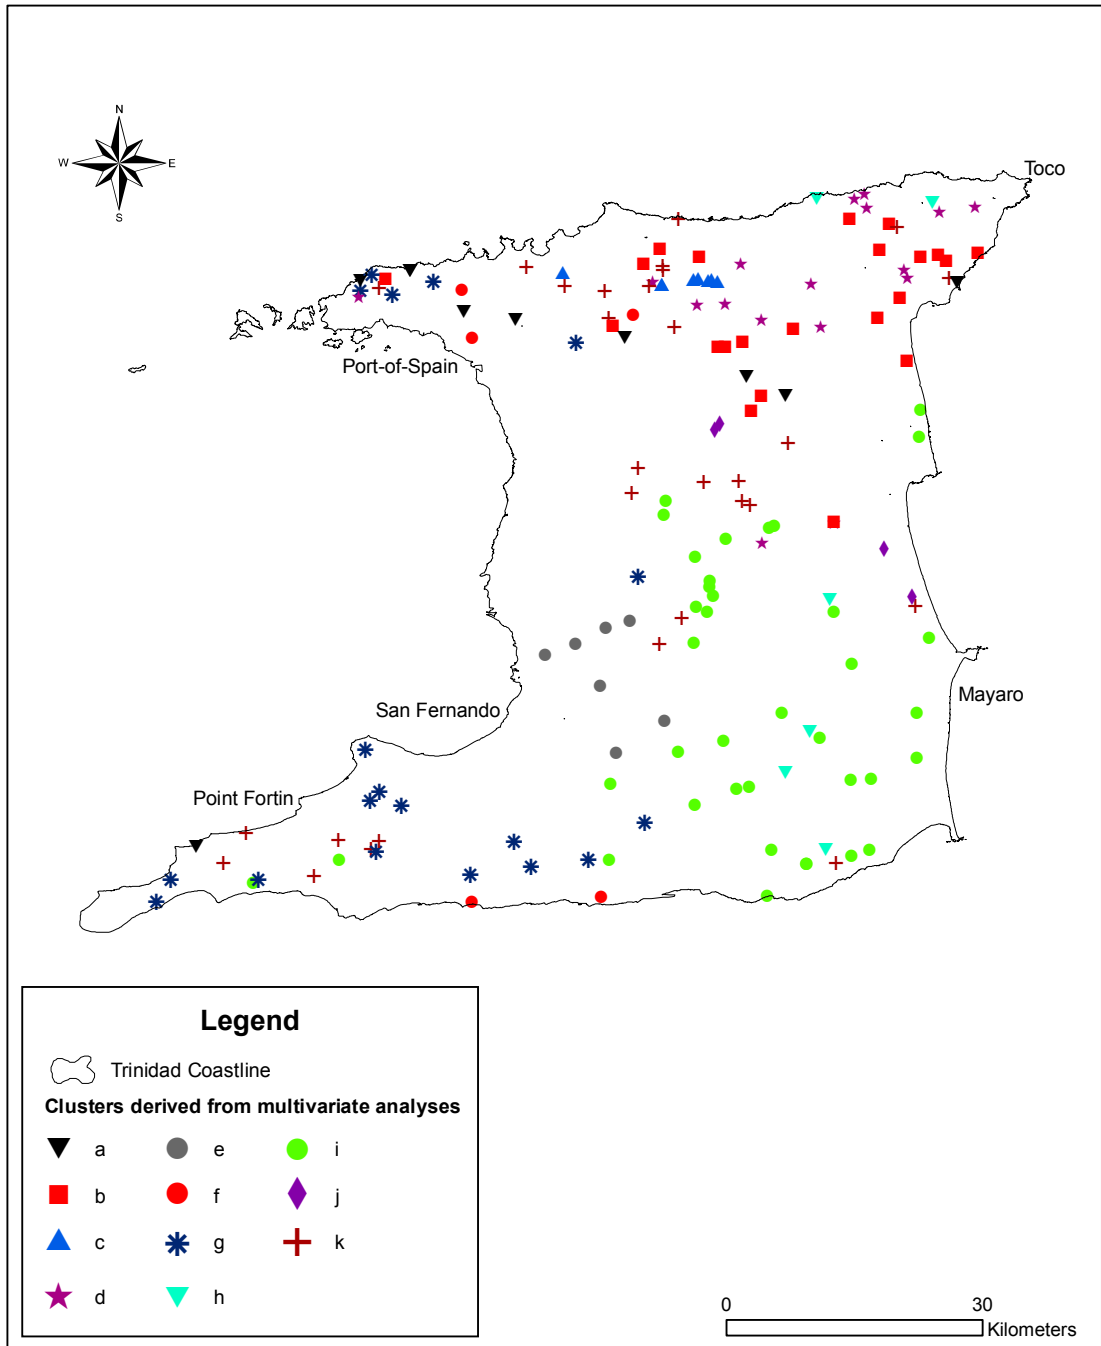 N
W E
S
Toco
Port-of-Spain
San Fernando
Mayaro
Point Fortin
Legend
Trinidad Coastline
Clusters derived from multivariate analyses
a e i
b f j
c g k
d h
0 30
Kilometers